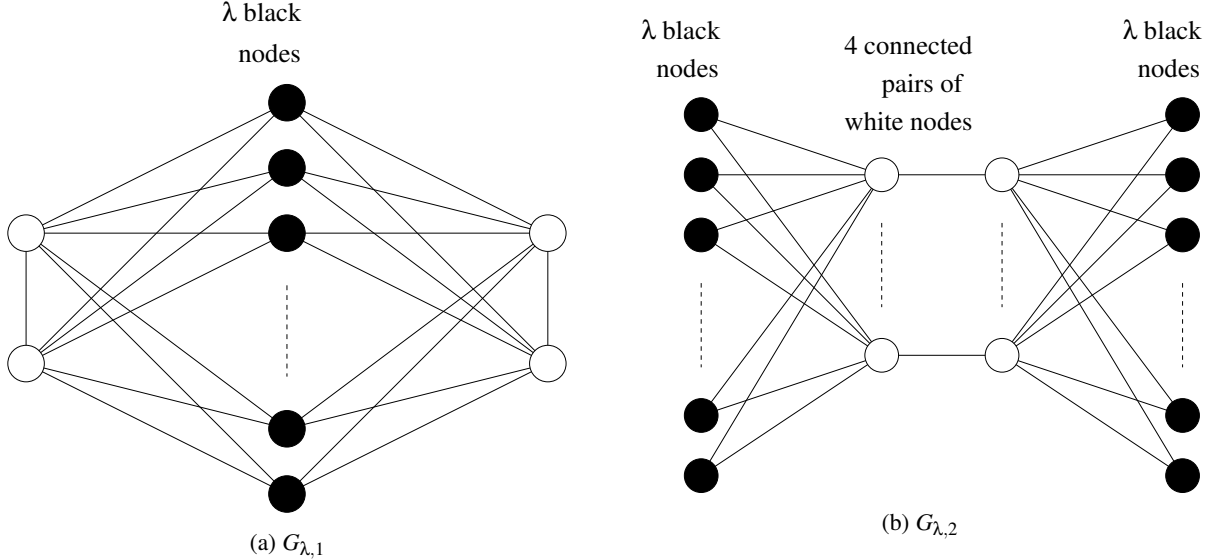 λ black
nodes
(a) Gλ,1
λ black
nodes
4 connected
pairs of
white nodes
λ black
nodes
(b) Gλ,2